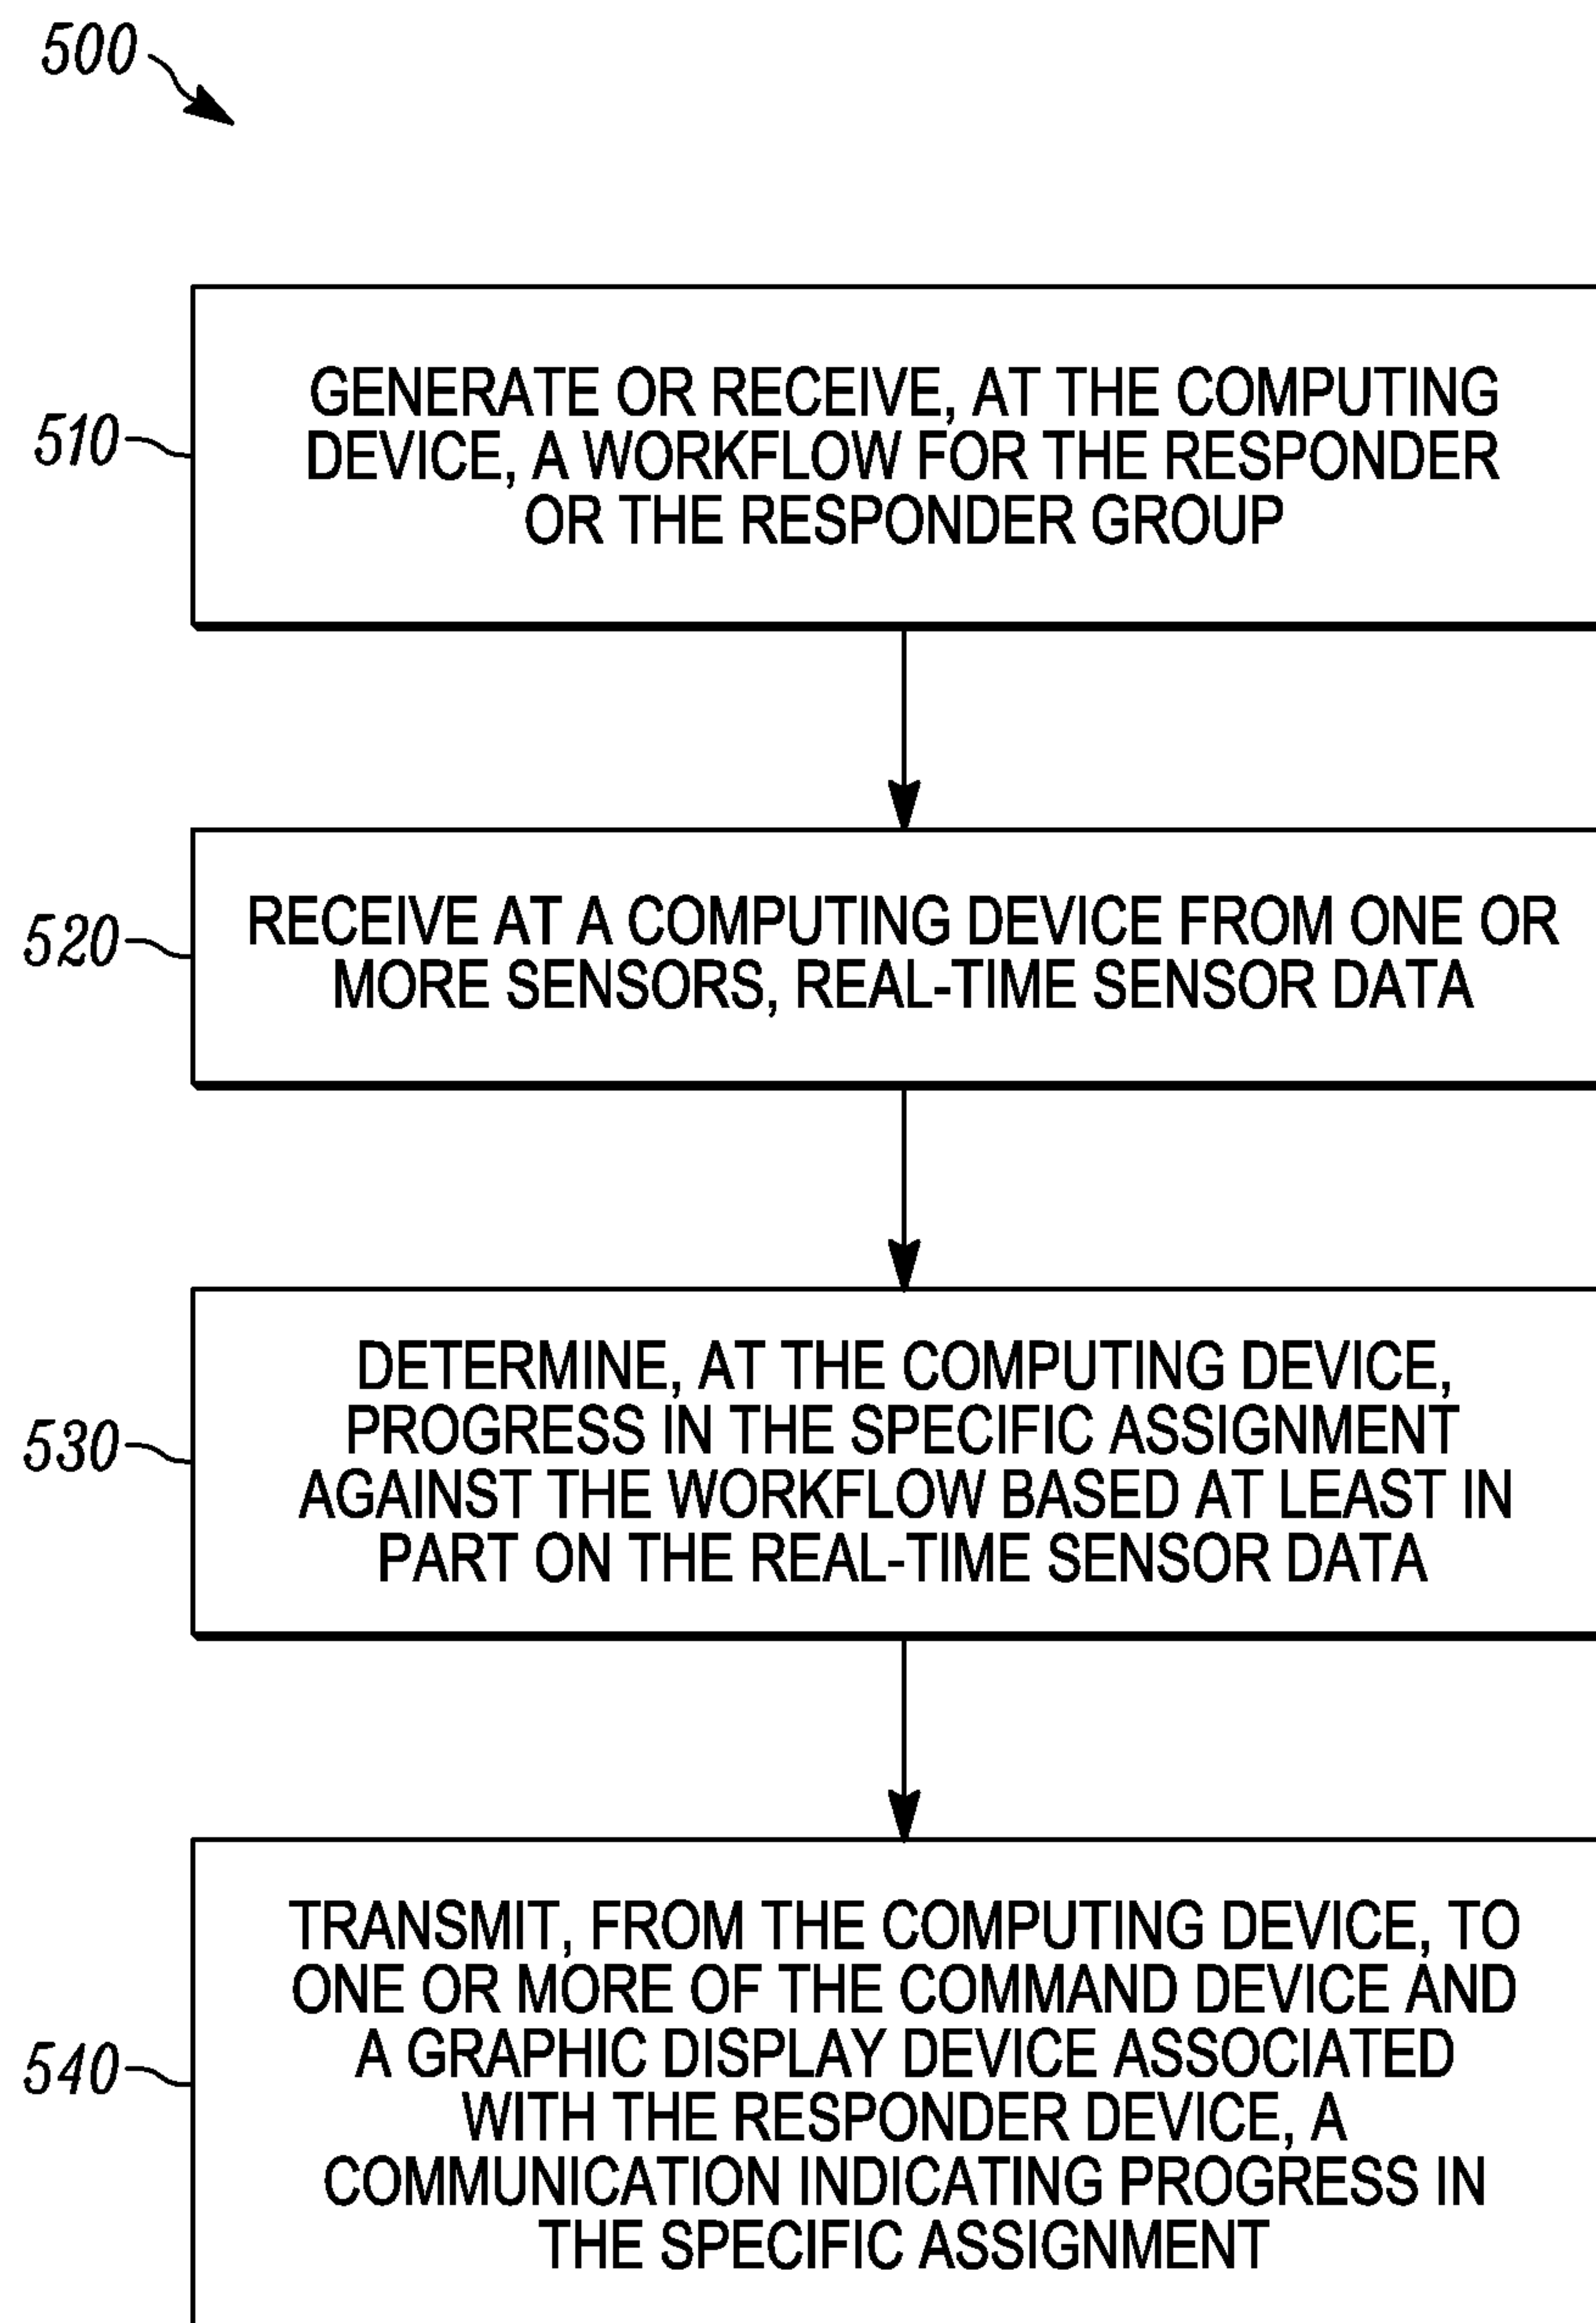 500
510
GENERATE OR RECEIVE, AT THE COMPUTING
DEVICE, A WORKFLOW FOR THE RESPONDER
OR THE RESPONDER GROUP
520
RECEIVE AT A COMPUTING DEVICE FROM ONE OR
MORE SENSORS, REAL-TIME SENSOR DATA
530
DETERMINE, AT THE COMPUTING DEVICE,
PROGRESS IN THE SPECIFIC ASSIGNMENT
AGAINST THE WORKFLOW BASED AT LEAST IN
PART ON THE REAL-TIME SENSOR DATA
540
TRANSMIT, FROM THE COMPUTING DEVICE, TO
ONE OR MORE OF THE COMMAND DEVICE AND
A GRAPHIC DISPLAY DEVICE ASSOCIATED
WITH THE RESPONDER DEVICE, A
COMMUNICATION INDICATING PROGRESS IN
THE SPECIFIC ASSIGNMENT